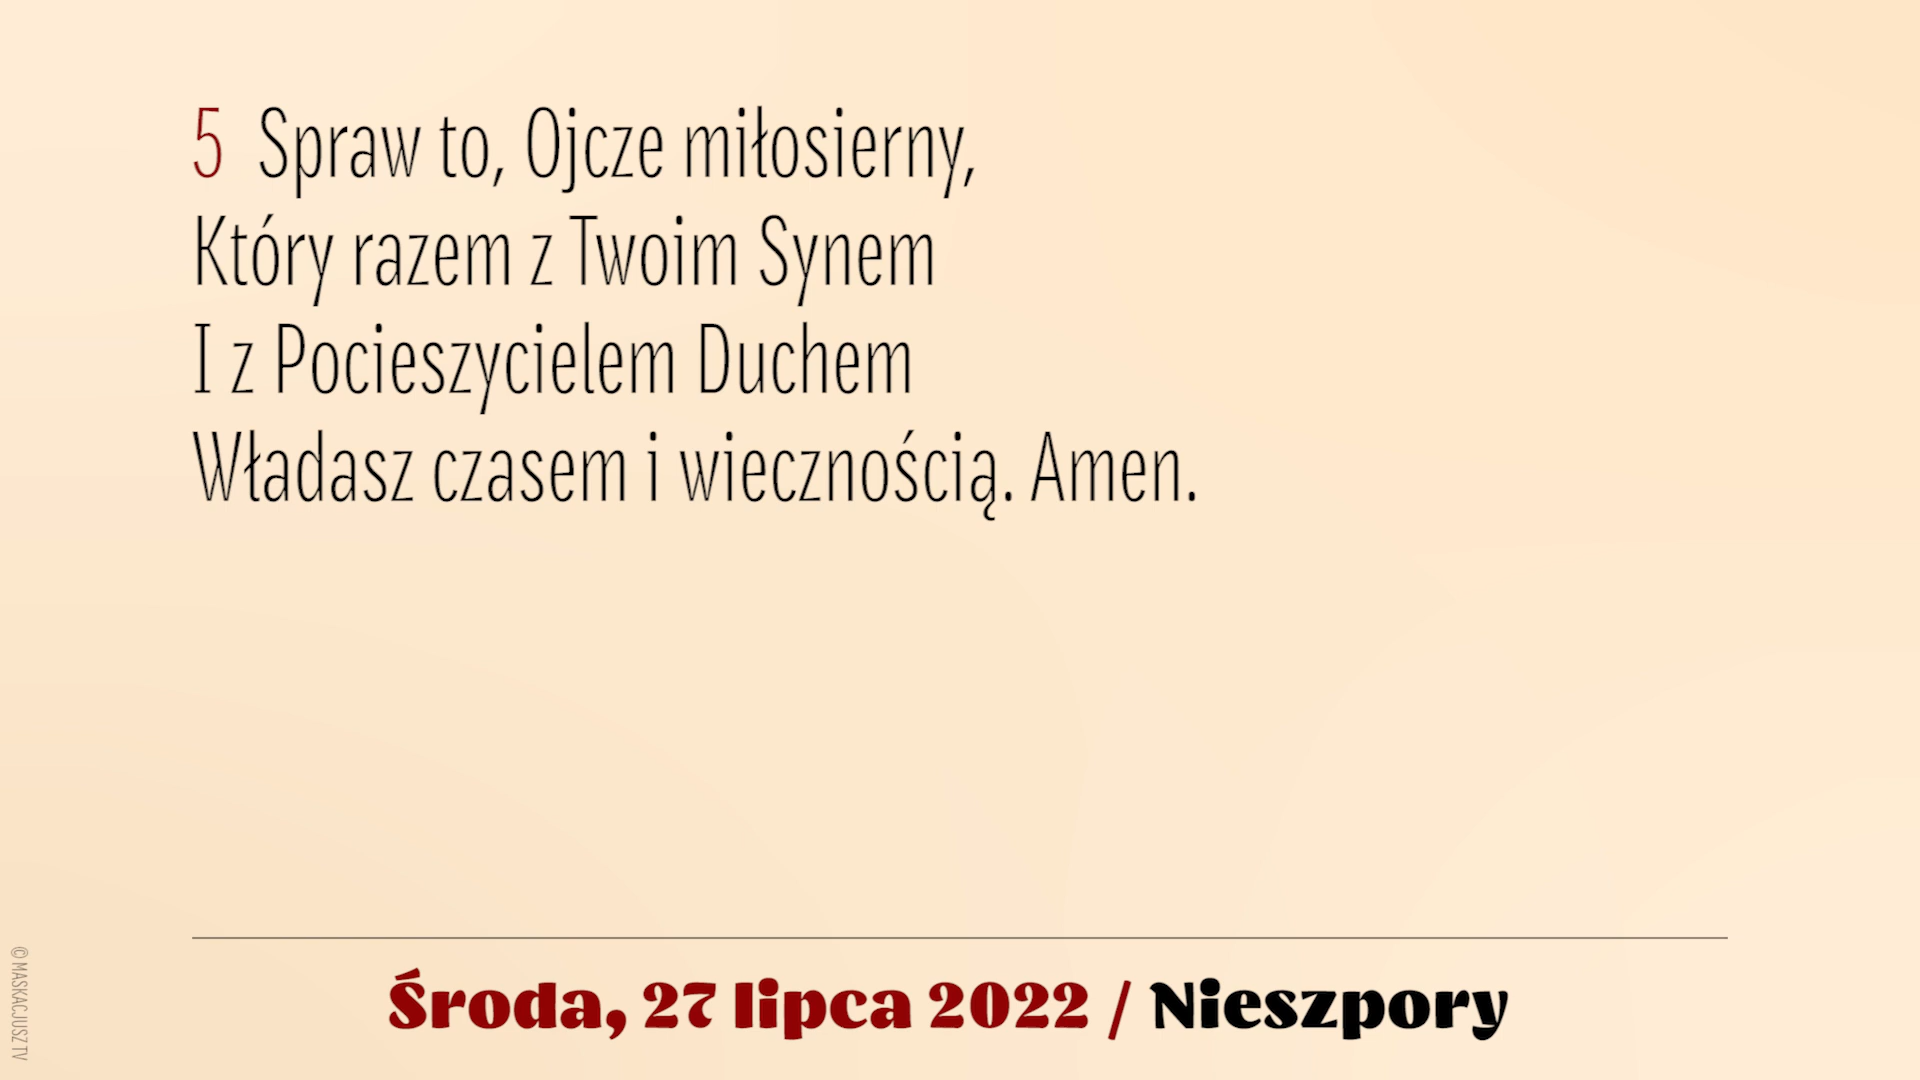 5 Spraw to, Ojcze miłosierny,
Który razem z Twoim Synem
I z Pocieszycielem Duchem
Władasz czasem i wiecznością. Amen.
Środa, 27 lipca 2022 / Nieszpory
© MASKACJUSZ TV